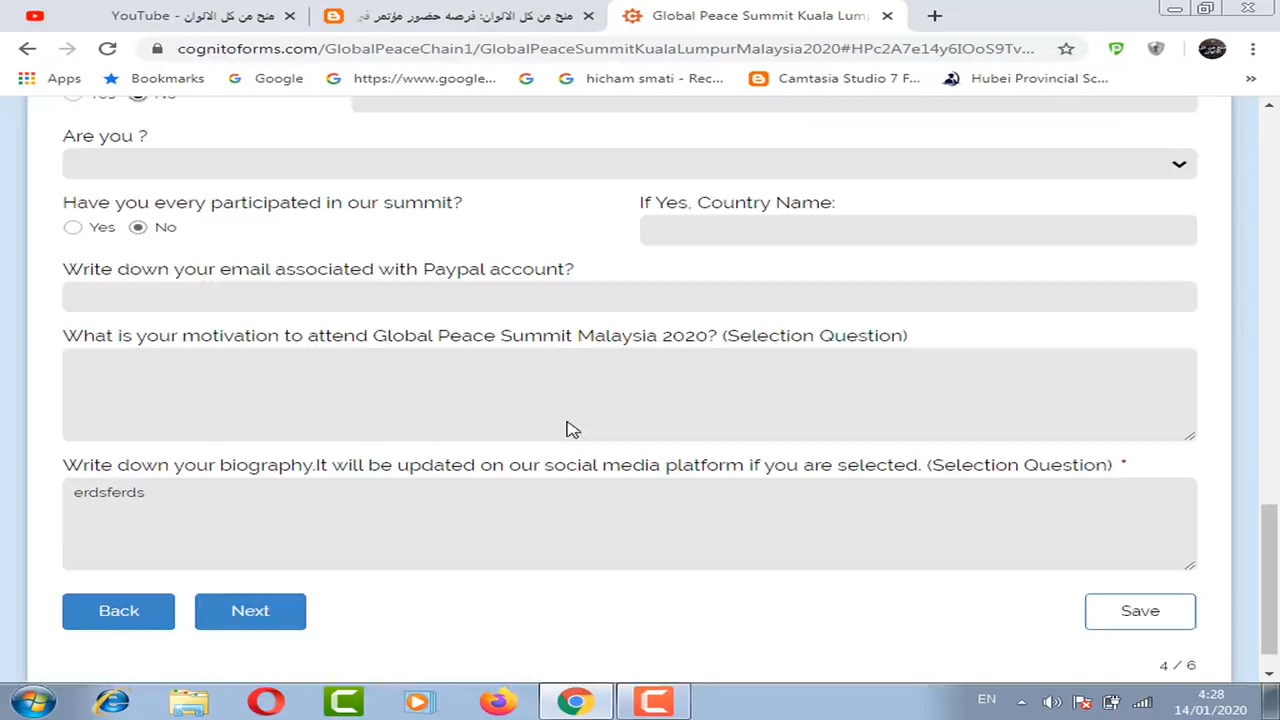 YouTube - منح من كل الالوان
منح من كل الالوان: فرصه حضور مؤتمر في
Global Peace Summit Kuala Lum
cognitoforms.com/GlobalPeaceChain1/GlobalPeaceSummitKualaLumpurMalaysia2020#HPc2A7e14y6IOoS9Tv...
Apps Bookmarks Google https://www.google... hicham smati - Rec... Camtasia Studio 7 F... Hubei Provincial Sc... »
Yes No
Are you ?
Have you every participated in our summit? If Yes, Country Name:
Yes No
Write down your email associated with Paypal account?
What is your motivation to attend Global Peace Summit Malaysia 2020? (Selection Question)
Write down your biography.It will be updated on our social media platform if you are selected. (Selection Question) *
erdsferds
Back Next Save
4 / 6
EN 4:28
14/01/2020